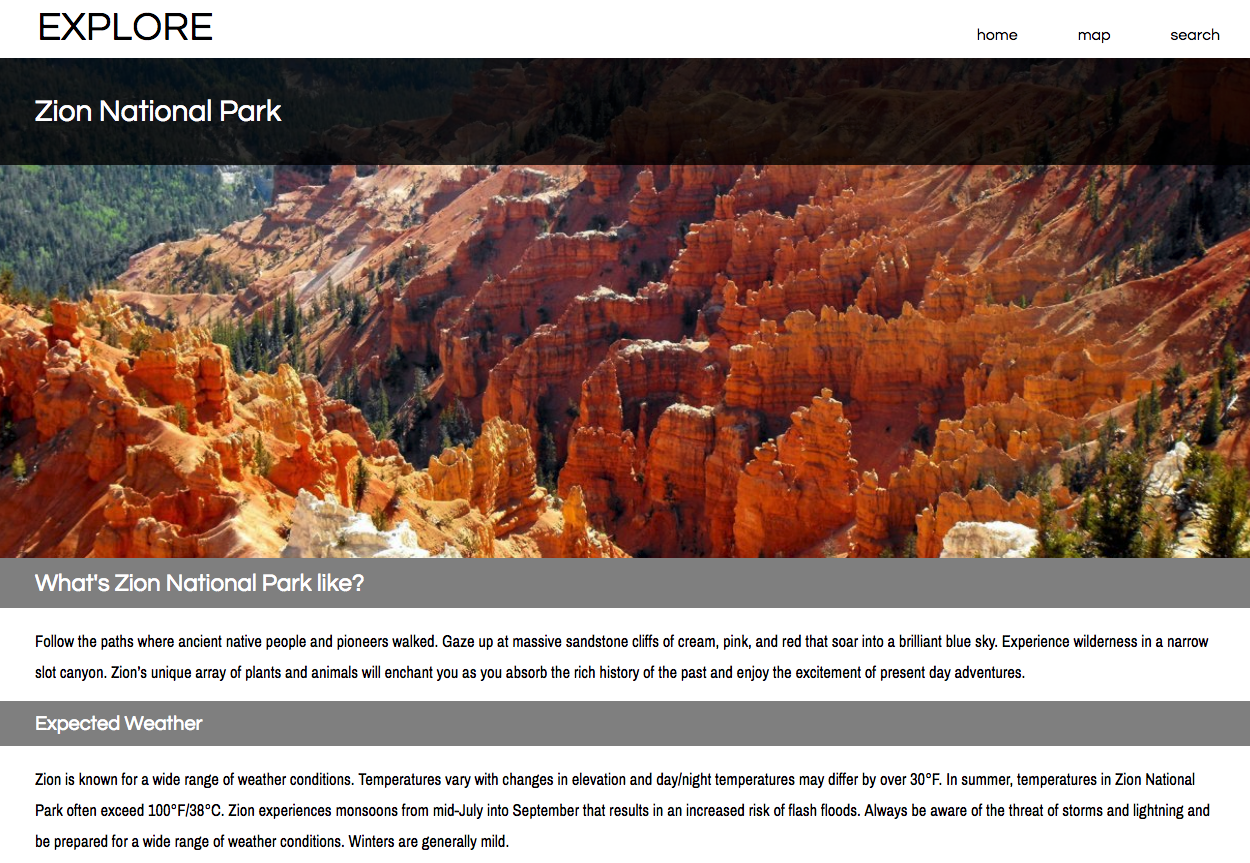 EXPLORE
home map search
Zion National Park
What's Zion National Park like?
Follow the paths where ancient native people and pioneers walked. Gaze up at massive sandstone cliffs of cream, pink, and red that soar into a brilliant blue sky. Experience wilderness in a narrow
slot canyon. Zion's unique array of plants and animals will enchant you as you absorb the rich history of the past and enjoy the excitement of present day adventures.
Expected Weather
Zion is known for a wide range of weather conditions. Temperatures vary with changes in elevation and day/night temperatures may differ by over 30°F. In summer, temperatures in Zion National
Park often exceed 100°F/38°C. Zion experiences monsoons from mid-July into September that results in an increased risk of flash floods. Always be aware of the threat of storms and lightning and
be prepared for a wide range of weather conditions. Winters are generally mild.